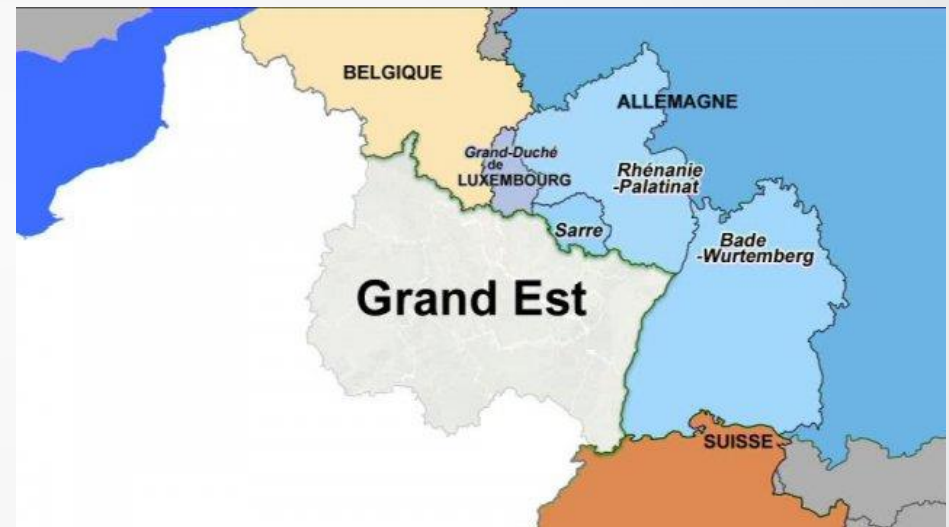 BELGIQUE
ALLEMAGNE
Grand-Duché
de
LUXEMBOURG
Rhénanie
-Palatinat
Sarre
Bade
-Wurtemberg
Grand Est
SUISSE